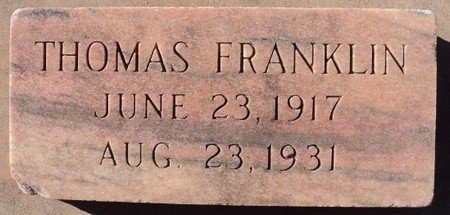 THOMAS FRANKLIN
JUNE 23, 1917
AUG. 23, 1931